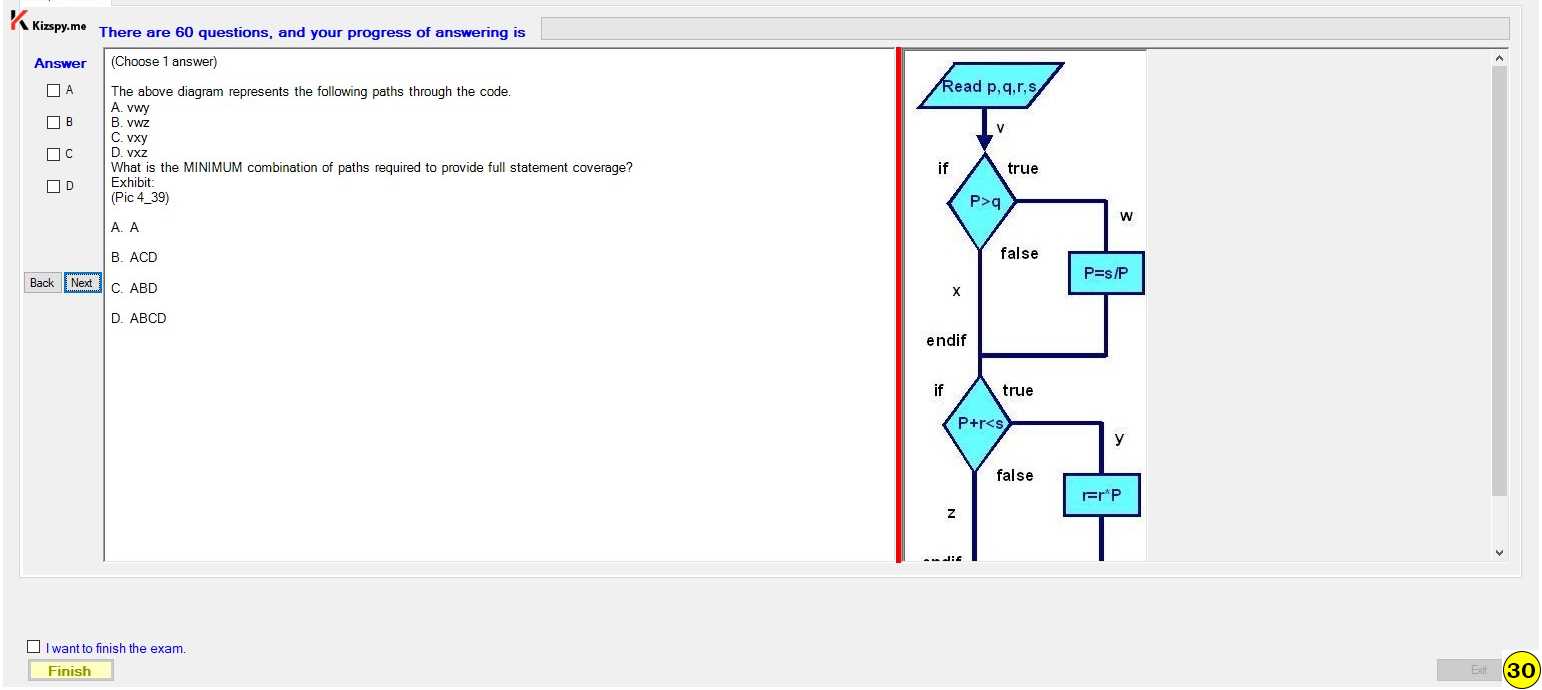 Kizspy.me
There are 60 questions, and your progress of answering is
Answer
A
B
C
D
Back
Next
(Choose 1 answer)
The above diagram represents the following paths through the code.
A. vwy
B. vwz
C. vxy
D. vxz
What is the MINIMUM combination of paths required to provide full statement coverage?
Exhibit:
(Pic 4_39)
A. A
B. ACD
C. ABD
D. ABCD
Read p,q,r,s
v
if
true
P>q
w
false
P=s/P
x
endif
if
true
P+r<s
y
false
r=r*P
z
endif
I want to finish the exam.
Finish
Exit
30